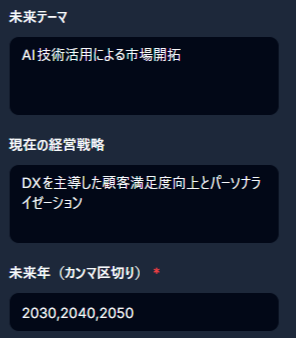 未来テーマ
AI技術活用による市場開拓
現在の経営戦略
DXを主導した顧客満足度向上とパーソナラ
イゼーション
未来年（カンマ区切り） *
2030,2040,2050